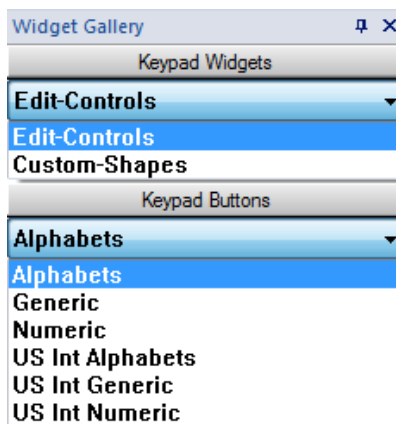 Widget Gallery
Keypad Widgets
Edit-Controls
Edit-Controls
Custom-Shapes
Keypad Buttons
Alphabets
Alphabets
Generic
Numeric
US Int Alphabets
US Int Generic
US Int Numeric